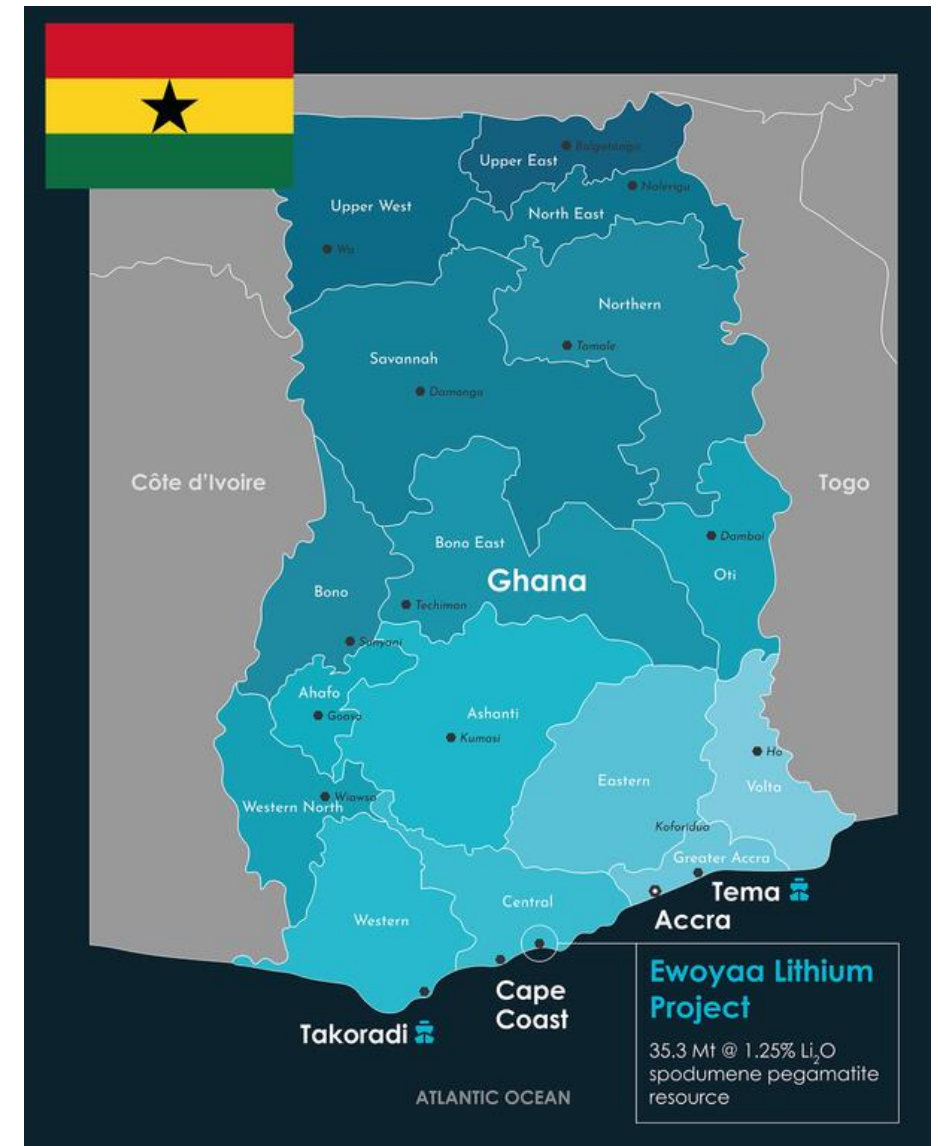 Upper East
Bolgatanga
Nalerigu
Upper West
North East
Wa
Northern
Tamale
Savannah
Damongo
Côte d'Ivoire
Togo
Dambai
Bono East
Oti
Ghana
Bono
Techiman
Sunyani
Ahafo
Goaso
Ashanti
Kumasi
Ho
Eastern
Volta
Wiawso
Western North
Koforidua
Greater Accra
Tema
Central
Accra
Western
Cape
Coast
Takoradi
Ewoyaa Lithium
Project
35.3 Mt @ 1.25% Li₂O
spodumene pegamatite
resource
ATLANTIC OCEAN